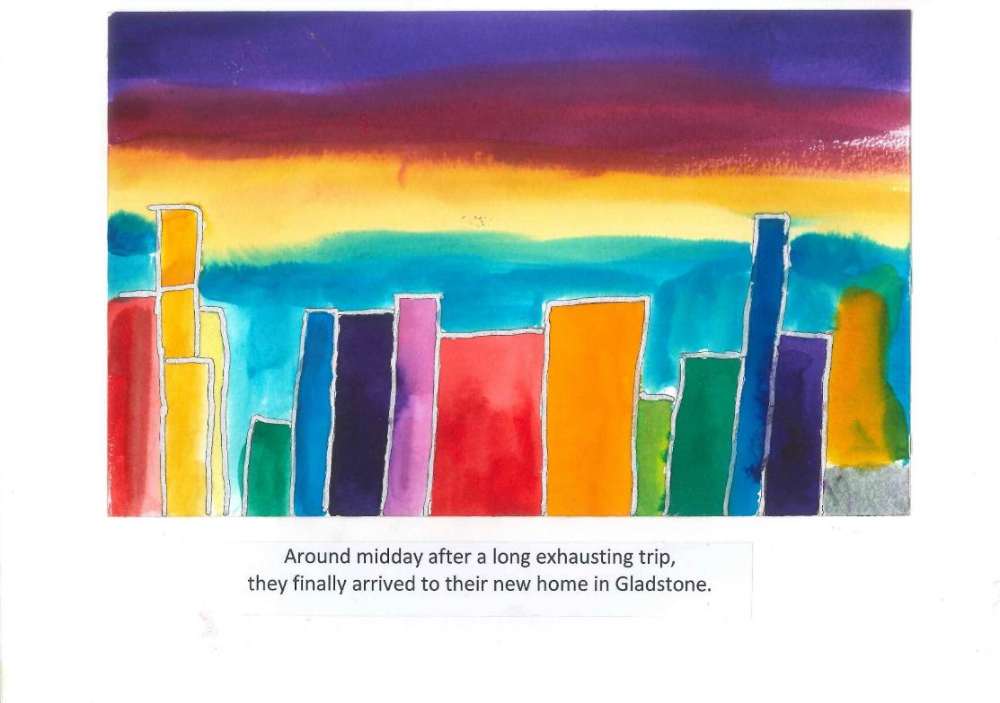 Around midday after a long exhausting trip,
they finally arrived to their new home in Gladstone.